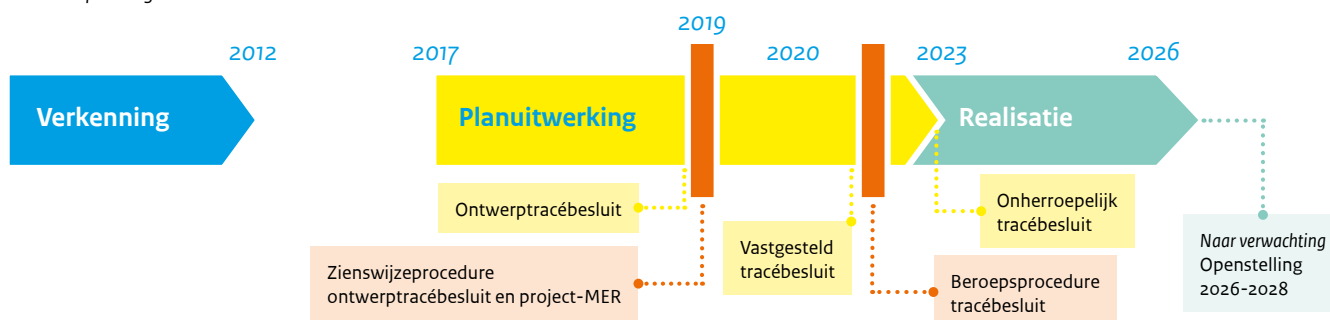 2019
2012
2017
2020
2023
2026
Verkenning
Planuitwerking
Realisatie
Ontwerptracébesluit
Onherroepelijk
tracébesluit
Vastgesteld
tracébesluit
Naar verwachting
Openstelling
2026-2028
Zienswijzeprocedure
ontwerptracébesluit en project-MER
Beroepsprocedure
tracébesluit